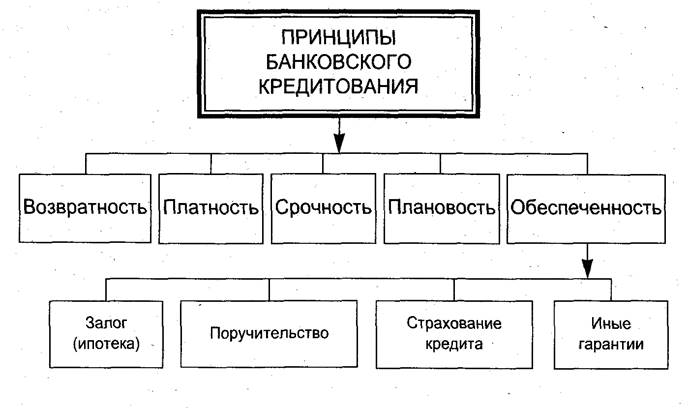 ПРИНЦИПЫ
БАНКОВСКОГО
КРЕДИТОВАНИЯ
Возвратность
Платность
Срочность
Плановость
Обеспеченность
Залог
(ипотека)
Поручительство
Страхование
кредита
Иные
гарантии